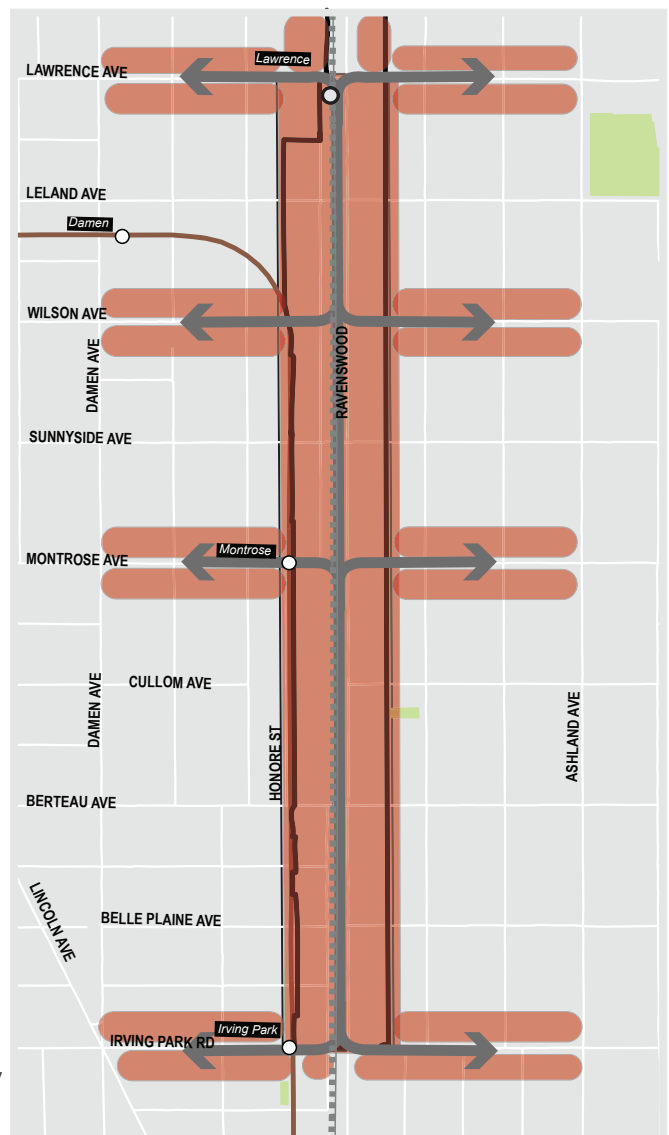 Lawrence
LAWRENCE AVE
LELAND AVE
Damen
WILSON AVE
DAMEN AVE
RAVENSWOOD
SUNNYSIDE AVE
Montrose
MONTROSE AVE
CULLOM AVE
DAMEN AVE
HONORE ST
ASHLAND AVE
BERTEAU AVE
LINCOLN AVE
BELLE PLAINE AVE
Irving Park
IRVING PARK RD